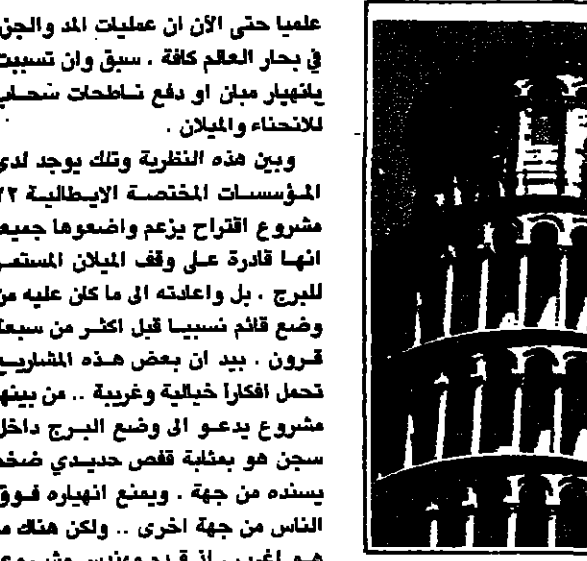 علميا حتى الآن ان عمليات المد والجز
في بحار العالم كافة . سبق وان تسببت
بانهيار مبان او دفع ناطحات سحاب
للانحناء والميلان .
وبين هذه النظرية وتلك يوجد لدى
المؤسسات المختصة الايطالية ٢٢
مشروع اقتراح يزعم واضعوها جميعا
انها قادرة على وقف الميلان المستمر
للبرج . بل واعادته الى ما كان عليه من
وضع قائم نسبيا قبل اكثر من سبعة
قرون . بيد ان بعض هذه المشاريع
تحمل افكارا خيالية وغريبة .. من بينها
مشروع يدعو الى وضع البرج داخل
سجن هو بمثابة قفص حديدي ضخم
يسنده من جهة . ويمنع انهياره فوق
الناس من جهة اخرى .. ولكن هناك ما